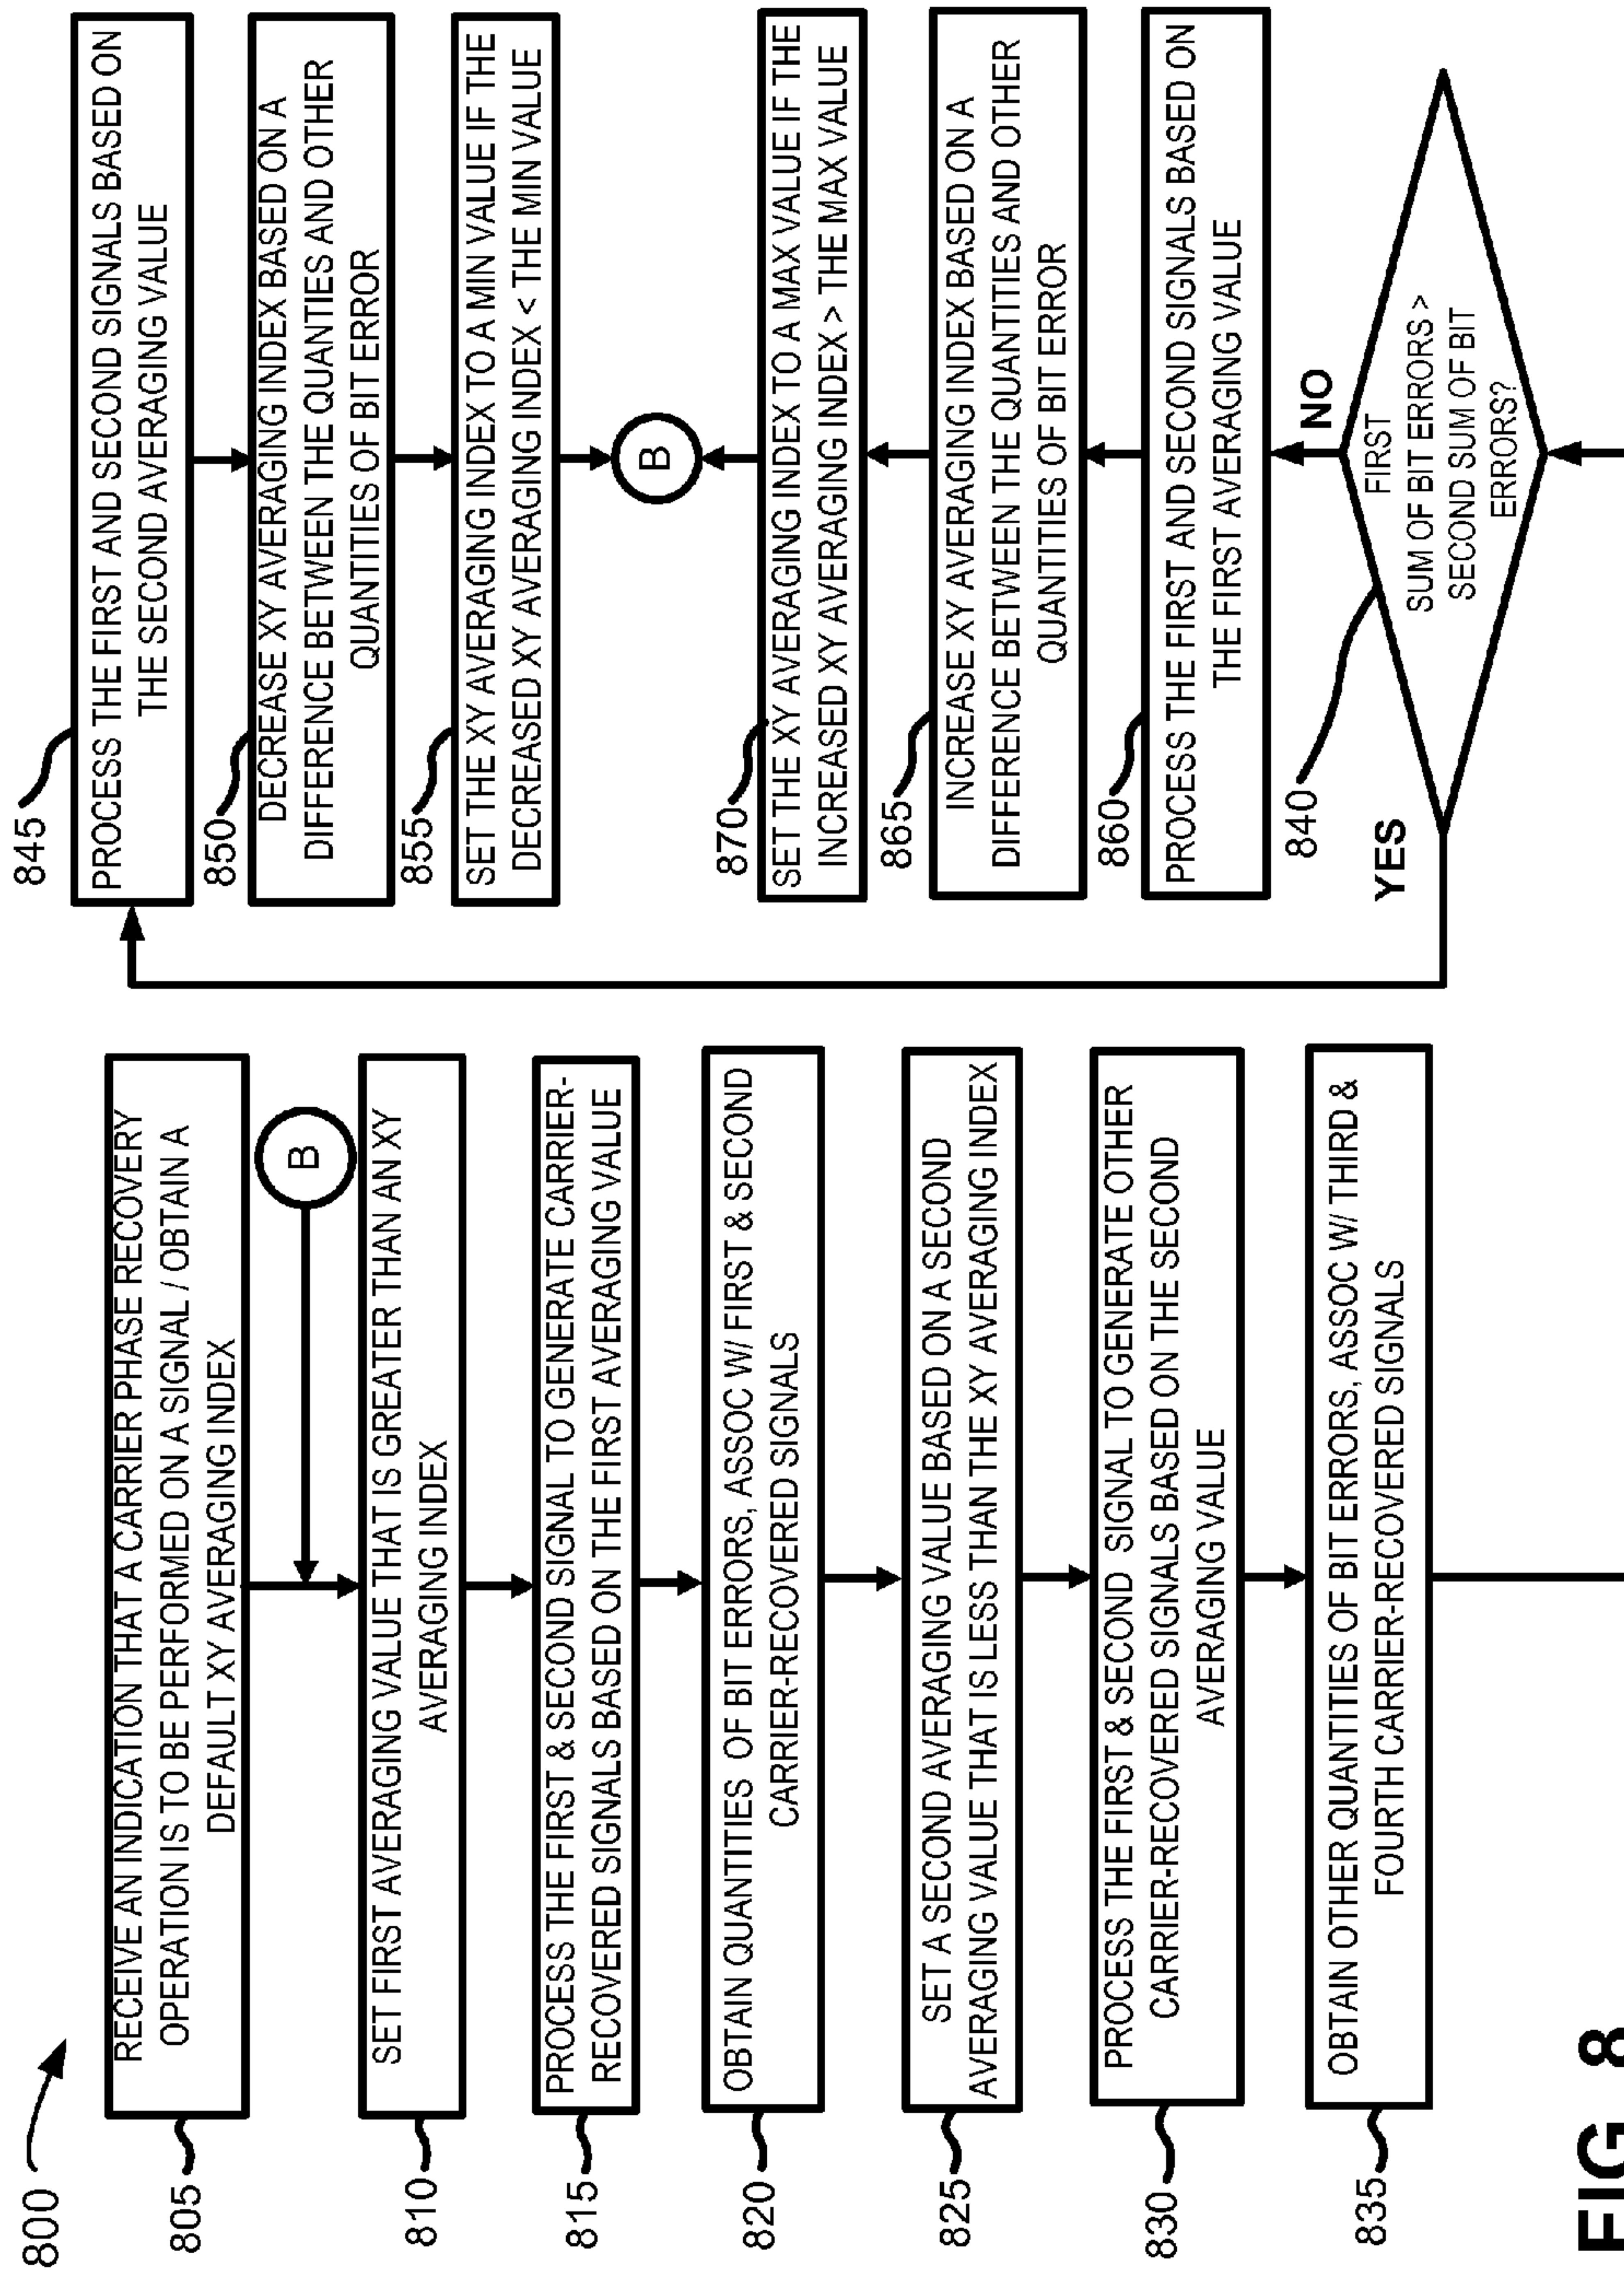 800
805
RECEIVE AN INDICATION THAT A CARRIER PHASE RECOVERY
OPERATION IS TO BE PERFORMED ON A SIGNAL / OBTAIN A
DEFAULT XY AVERAGING INDEX
B
810
SET FIRST AVERAGING VALUE THAT IS GREATER THAN AN XY
AVERAGING INDEX
815
PROCESS THE FIRST & SECOND SIGNAL TO GENERATE CARRIER-
RECOVERED SIGNALS BASED ON THE FIRST AVERAGING VALUE
820
OBTAIN QUANTITIES OF BIT ERRORS, ASSOC W/ FIRST & SECOND
CARRIER-RECOVERED SIGNALS
825
SET A SECOND AVERAGING VALUE BASED ON A SECOND
AVERAGING VALUE THAT IS LESS THAN THE XY AVERAGING INDEX
830
PROCESS THE FIRST & SECOND SIGNAL TO GENERATE OTHER
CARRIER-RECOVERED SIGNALS BASED ON THE SECOND
AVERAGING VALUE
835
OBTAIN OTHER QUANTITIES OF BIT ERRORS, ASSOC W/ THIRD &
FOURTH CARRIER-RECOVERED SIGNALS
845
PROCESS THE FIRST AND SECOND SIGNALS BASED ON
THE SECOND AVERAGING VALUE
850
DECREASE XY AVERAGING INDEX BASED ON A
DIFFERENCE BETWEEN THE QUANTITIES AND OTHER
QUANTITIES OF BIT ERROR
855
SET THE XY AVERAGING INDEX TO A MIN VALUE IF THE
DECREASED XY AVERAGING INDEX < THE MIN VALUE
B
870
SET THE XY AVERAGING INDEX TO A MAX VALUE IF THE
INCREASED XY AVERAGING INDEX > THE MAX VALUE
865
INCREASE XY AVERAGING INDEX BASED ON A
DIFFERENCE BETWEEN THE QUANTITIES AND OTHER
QUANTITIES OF BIT ERROR
860
PROCESS THE FIRST AND SECOND SIGNALS BASED ON
THE FIRST AVERAGING VALUE
NO
840
YES
FIRST
SUM OF BIT ERRORS >
SECOND SUM OF BIT
ERRORS?
FIG 8